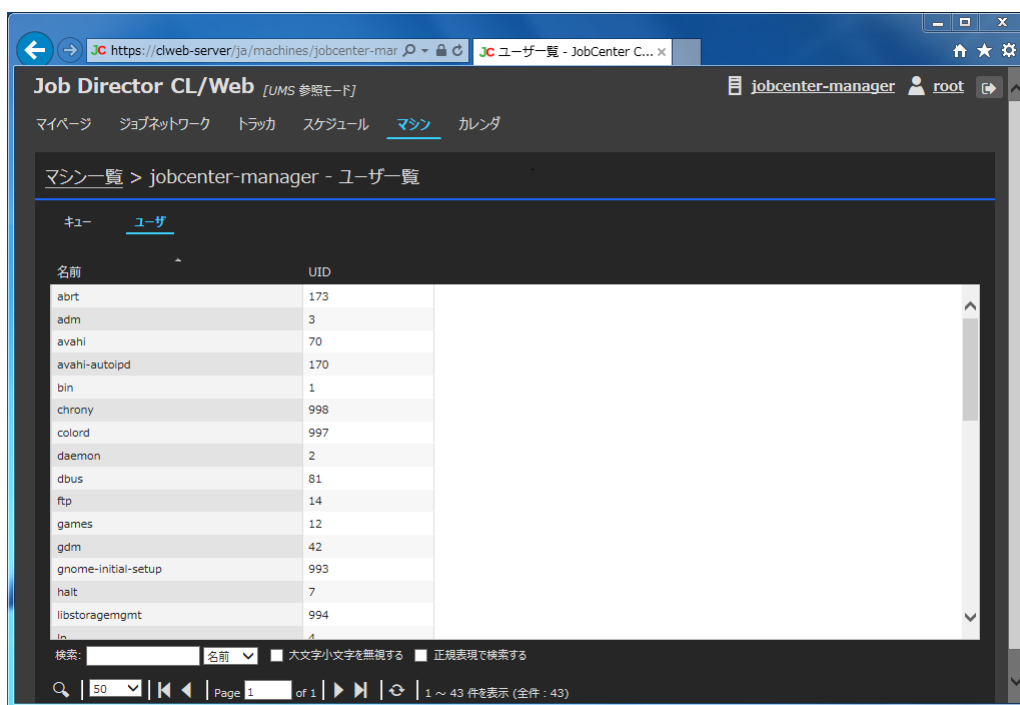 https://clweb-server/ja/machines/jobcenter-mar
JC ユーザ一覧 - JobCenter C... ×
Job Director CL/Web [UMS 参照モード] jobcenter-manager root
マイページ ジョブネットワーク トラッカ スケジュール マシン カレンダ
マシン一覧 > jobcenter-manager - ユーザ一覧
キュー ユーザ
名前 UID
abrt 173
adm 3
avahi 70
avahi-autoipd 170
bin 1
chrony 998
colord 997
daemon 2
dbus 81
ftp 14
games 12
gdm 42
gnome-initial-setup 993
halt 7
libstoragemgmt 994
lp 4
検索: 名前 大文字小文字を無視する 正規表現で検索する
50 Page 1 of 1 1 ～ 43 件を表示 (全件 : 43)